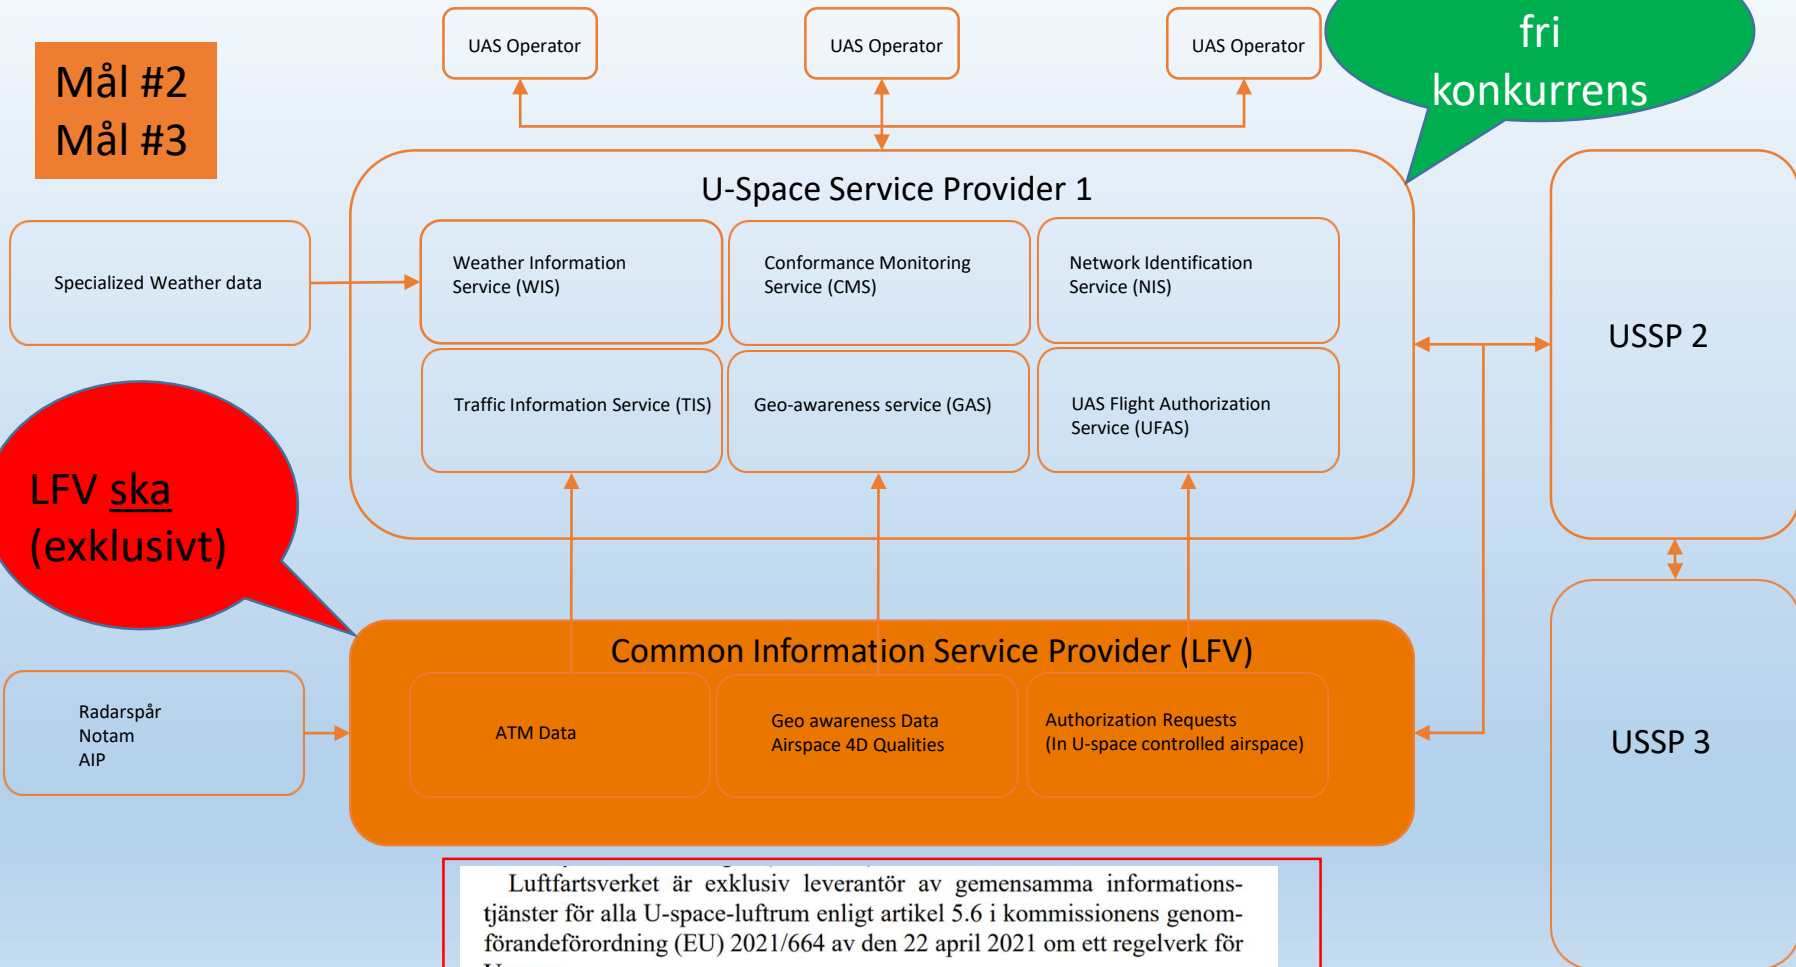 UAS Operator
UAS Operator
UAS Operator
fri
konkurrens
Mål #2
Mål #3
U-Space Service Provider 1
Specialized Weather data
Weather Information
Service (WIS)
Conformance Monitoring
Service (CMS)
Network Identification
Service (NIS)
USSP 2
Traffic Information Service (TIS)
Geo-awareness service (GAS)
UAS Flight Authorization
Service (UFAS)
LFV ska
(exklusivt)
Common Information Service Provider (LFV)
Radarspår
Notam
AIP
ATM Data
Geo awareness Data
Airspace 4D Qualities
Authorization Requests
(In U-space controlled airspace)
USSP 3
Luftfartsverket är exklusiv leverantör av gemensamma informations-
tjänster för alla U-space-luftrum enligt artikel 5.6 i kommissionens genom-
förandeförordning (EU) 2021/664 av den 22 april 2021 om ett regelverk för